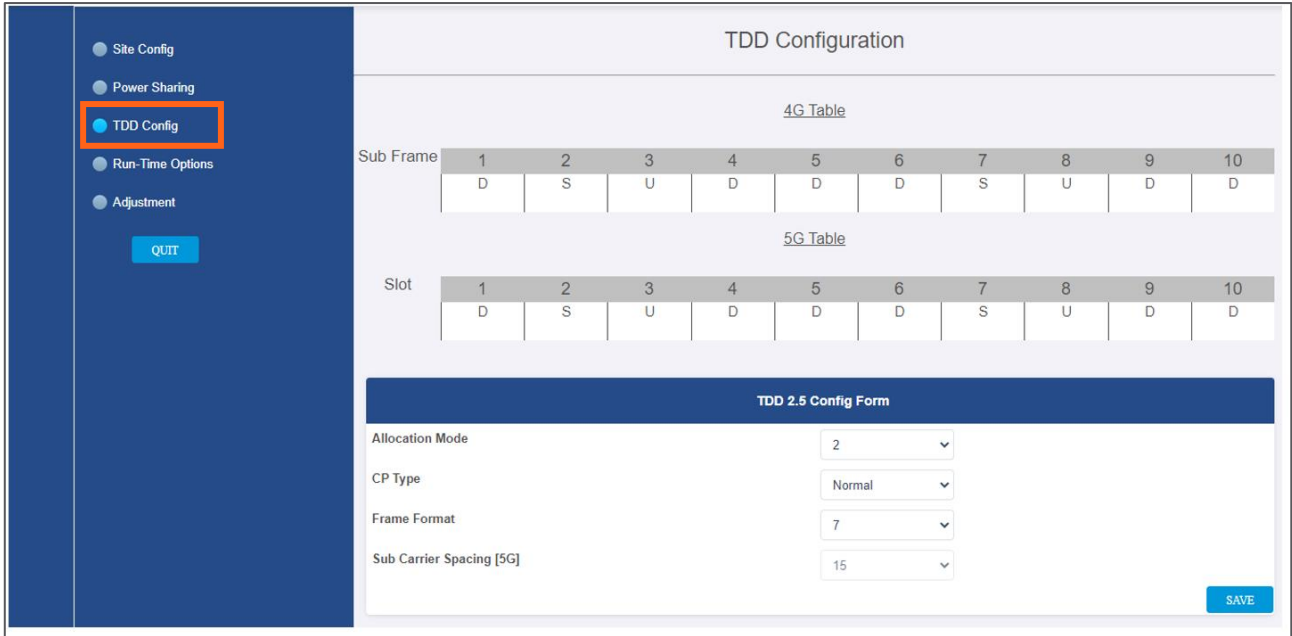 Site Config
Power Sharing
TDD Config
Run-Time Options
Adjustment
QUIT
TDD Configuration
4G Table
Sub Frame 1 2 3 4 5 6 7 8 9 10
D S U D D D S U D D
5G Table
Slot 1 2 3 4 5 6 7 8 9 10
D S U D D D S U D D
TDD 2.5 Config Form
Allocation Mode 2
CP Type Normal
Frame Format 7
Sub Carrier Spacing [5G] 15
SAVE